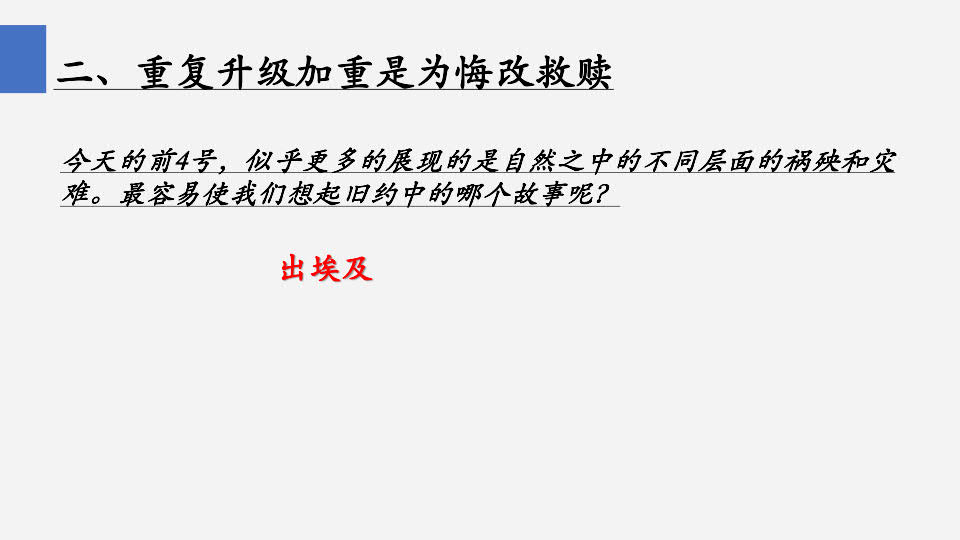 二、重复升级加重是为悔改救赎
今天的前4号，似乎更多的展现的是自然之中的不同层面的祸殃和灾
难。最容易使我们想起旧约中的哪个故事呢？
出埃及